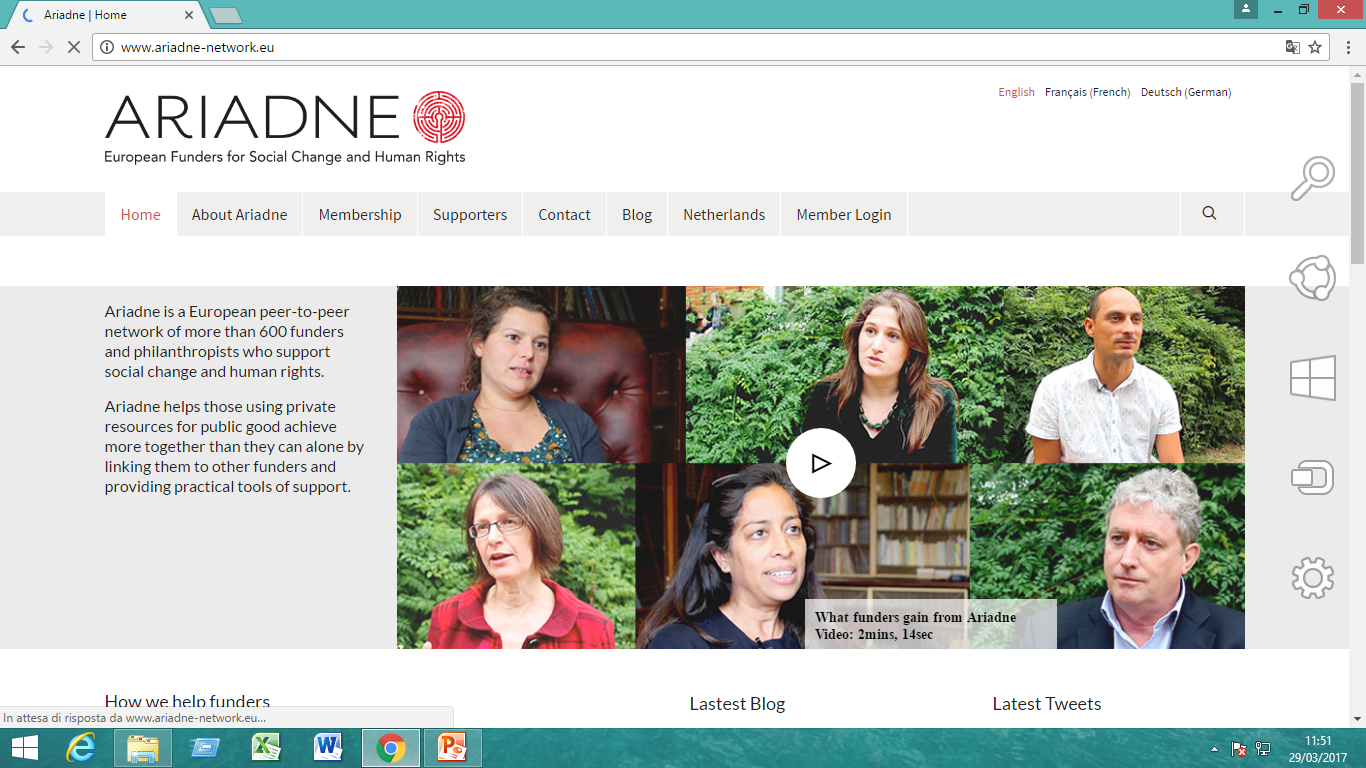 Ariadne | Home
www.ariadne-network.eu
English Français (French) Deutsch (German)
ARIADNE
European Funders for Social Change and Human Rights
Home About Ariadne Membership Supporters Contact Blog Netherlands Member Login
Ariadne is a European peer-to-peer
network of more than 600 funders
and philanthropists who support
social change and human rights.
Ariadne helps those using private
resources for public good achieve
more together than they can alone by
linking them to other funders and
providing practical tools of support.
What funders gain from Ariadne
Video: 2mins, 14sec
How we help funders
Lastest Blog
Latest Tweets
In attesa di risposta da www.ariadne-network.eu...
11:51
29/03/2017